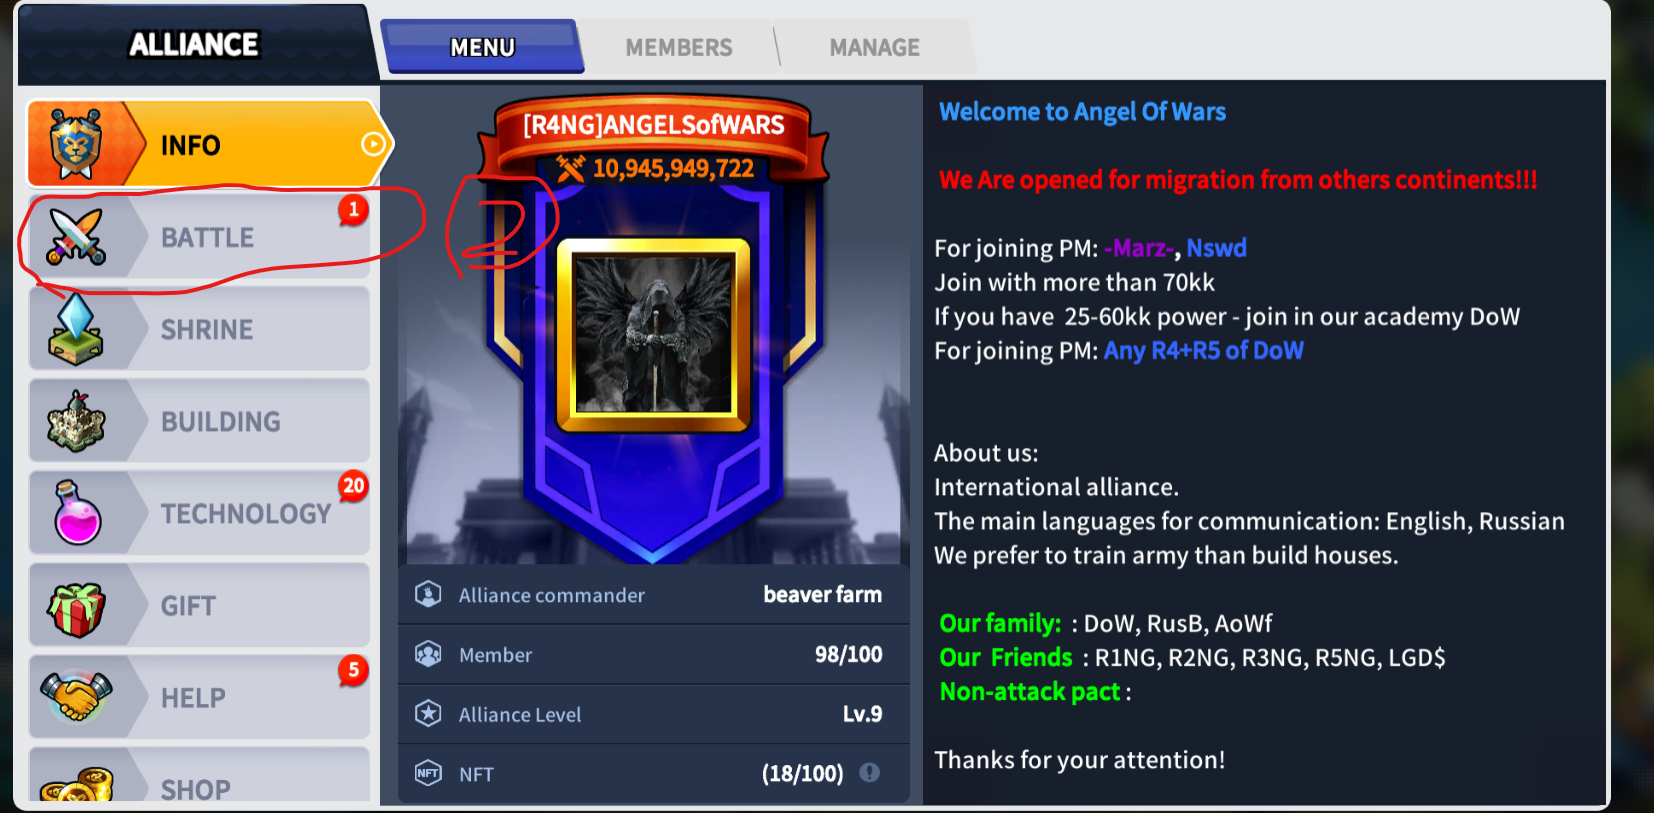 ALLIANCE
MENU
MEMBERS
MANAGE
INFO
BATTLE
1
SHRINE
BUILDING
TECHNOLOGY
20
GIFT
HELP
5
SHOP
[R4NG]ANGELSofWARS
10,945,949,722
2
Alliance commander beaver farm
Member 98/100
Alliance Level Lv.9
NFT NFT (18/100)
Welcome to Angel Of Wars
We Are opened for migration from others continents!!!
For joining PM: -Marz-, Nswd
Join with more than 70kk
If you have 25-60kk power - join in our academy DoW
For joining PM: Any R4+R5 of DoW
About us:
International alliance.
The main languages for communication: English, Russian
We prefer to train army than build houses.
Our family: : DoW, RusB, AoWf
Our Friends : R1NG, R2NG, R3NG, R5NG, LGD$
Non-attack pact :
Thanks for your attention!